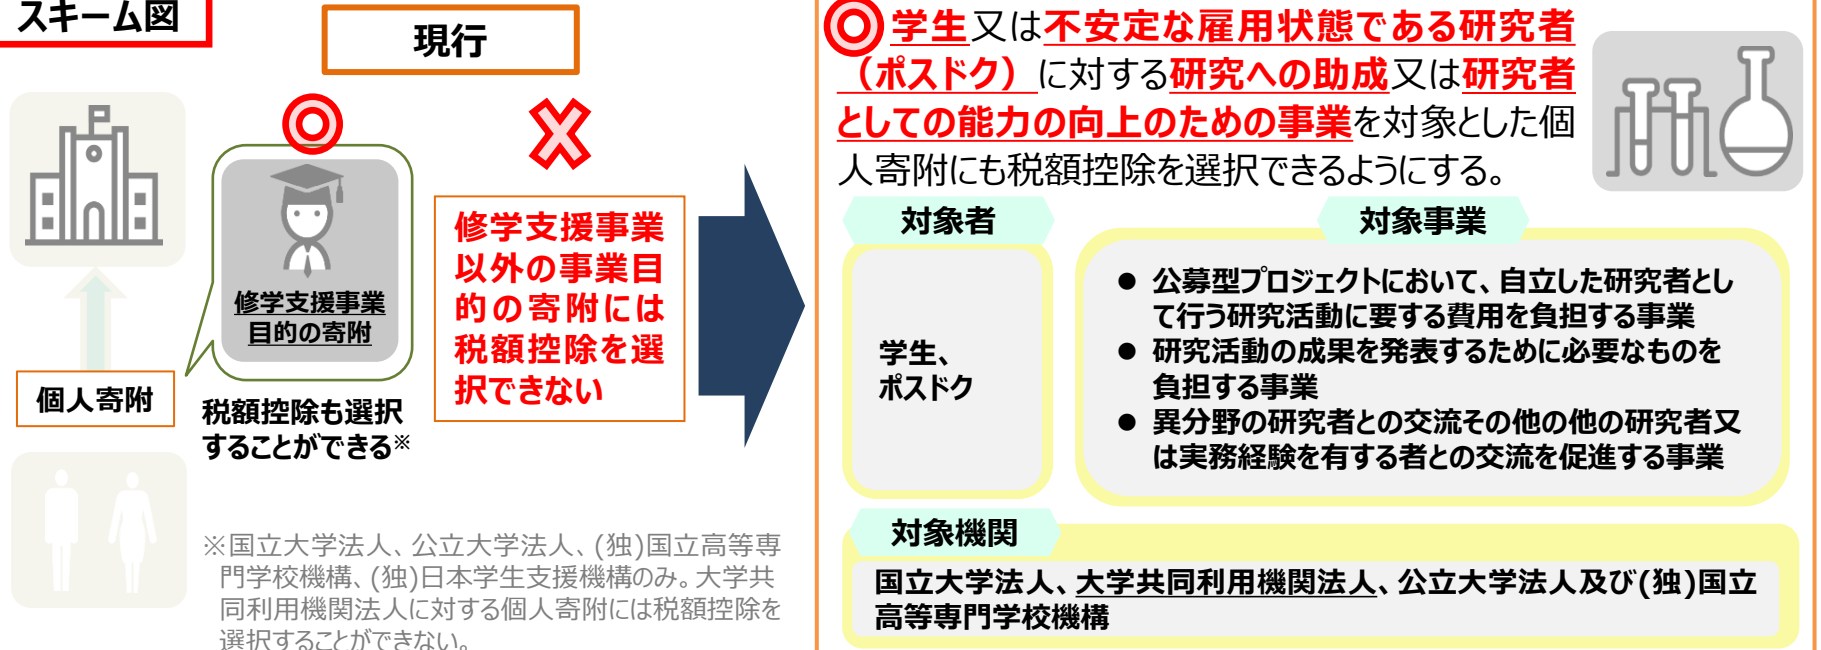 スキーム図
現行
個人寄附
修学支援事業
目的の寄附
税額控除も選択
することができる※
修学支援事業
以外の事業目
的の寄附には
税額控除を選
択できない
※国立大学法人、公立大学法人、(独)国立高等専
門学校機構、(独)日本学生支援機構のみ。大学共
同利用機関法人に対する個人寄附には税額控除を
選択することができない。
学生又は不安定な雇用状態である研究者
（ポスドク）に対する研究への助成又は研究者
としての能力の向上のための事業を対象とした個
人寄附にも税額控除を選択できるようにする。
対象者
学生、
ポスドク
対象事業
● 公募型プロジェクトにおいて、自立した研究者とし
て行う研究活動に要する費用を負担する事業
● 研究活動の成果を発表するために必要なものを
負担する事業
● 異分野の研究者との交流その他の他の研究者又
は実務経験を有する者との交流を促進する事業
対象機関
国立大学法人、大学共同利用機関法人、公立大学法人及び(独)国立
高等専門学校機構